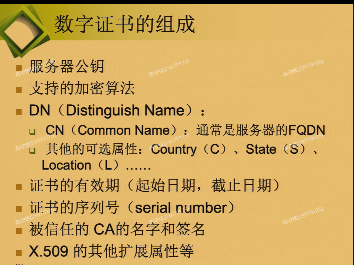 数字证书的组成
服务器公钥
支持的加密算法
DN（Distinguish Name）：
CN（Common Name）：通常是服务器的FQDN
其他的可选属性：Country（C）、State（S）、
Location（L）……
证书的有效期（起始日期，截止日期）
证书的序列号（serial number）
被信任的 CA的名字和签名
X.509 的其他扩展属性等